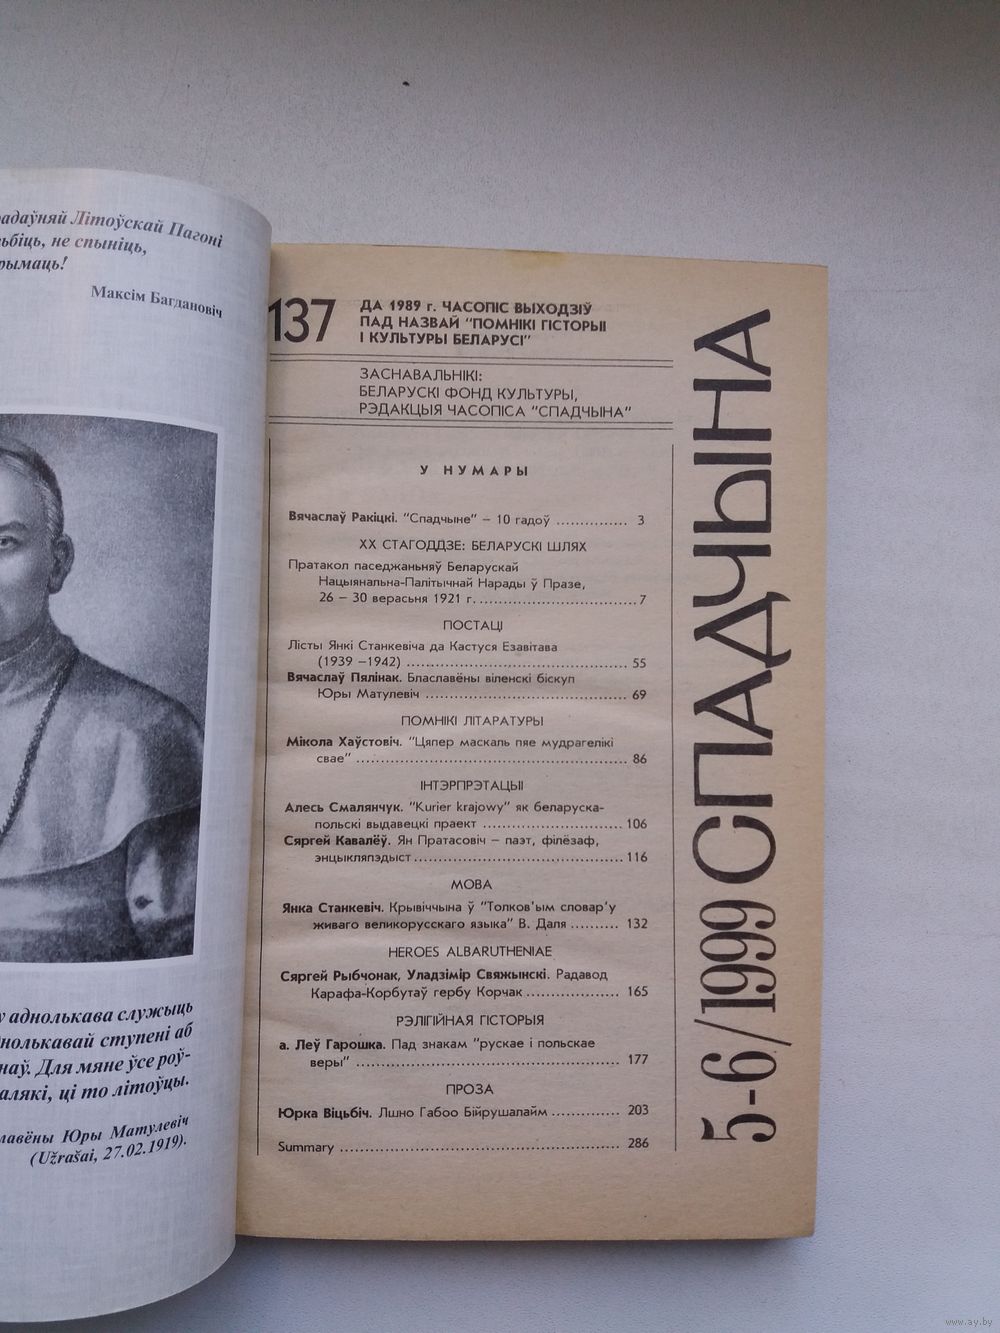 Літоўскай Пагоні
не спыніць,
Максім Багдановіч
аднолькава служыць
ступені аб
Для мяне ўсе роў-
ці то літоўцы.
Юры Матулевіч
(Užrašai, 27.02.1919).
137
ДА 1989 г. ЧАСОПІС ВЫХОДЗІЎ
ПАД НАЗВАЙ "ПОМНІКІ ГІСТОРЫІ
І КУЛЬТУРЫ БЕЛАРУСІ"
ЗАСНАВАЛЬНІКІ:
БЕЛАРУСКІ ФОНД КУЛЬТУРЫ,
РЭДАКЦЫЯ ЧАСОПІСА "СПАДЧЫНА"
У НУМАРЫ
Вячаслаў Ракіцкі. "Спадчыне" – 10 гадоў ............... 3
ХХ СТАГОДДЗЕ: БЕЛАРУСКІ ШЛЯХ
Пратакол паседжаньняў Беларускай
Нацыянальна-Палітычнай Нарады ў Празе,
26 – 30 верасьня 1921 г. ................................. 7
ПОСТАЦІ
Лісты Янкі Станкевіча да Кастуся Езавітава
(1939 –1942) .............................................. 55
Вячаслаў Пялінак. Блаславёны віленскі біскуп
Юры Матулевіч .......................................... 69
ПОМНІКІ ЛІТАРАТУРЫ
Мікола Хаўстовіч. "Цяпер маскаль пяе мудрагелікі
свае" ........................................................ 86
ІНТЭРПРЭТАЦЫІ
Алесь Смалянчук. "Kurier krajowy" як беларуска-
польскі выдавецкі праект ............................ 106
Сяргей Кавалёў. Ян Пратасовіч – паэт, філёзаф,
энцыкляпэдыст .......................................... 116
МОВА
Янка Станкевіч. Крывіччына ў "Толков'ым словар'у
живаго великорусскаго языка" В. Даля .......... 132
HEROES ALBARUTHENIAE
Сяргей Рыбчонак, Уладзімір Свяжынскі. Радавод
Карафа-Корбутаў гербу Корчак .................... 165
РЭЛІГІЙНАЯ ГІСТОРЫЯ
а. Леў Гарошка. Пад знакам "рускае і польскае
веры" ........................................................ 177
ПРОЗА
Юрка Віцьбіч. Лшно Габоо Бійрушалайм .............. 203
Summary ...................................................... 286
5-6/1999 СПАДЧЫНА
www.ay.by